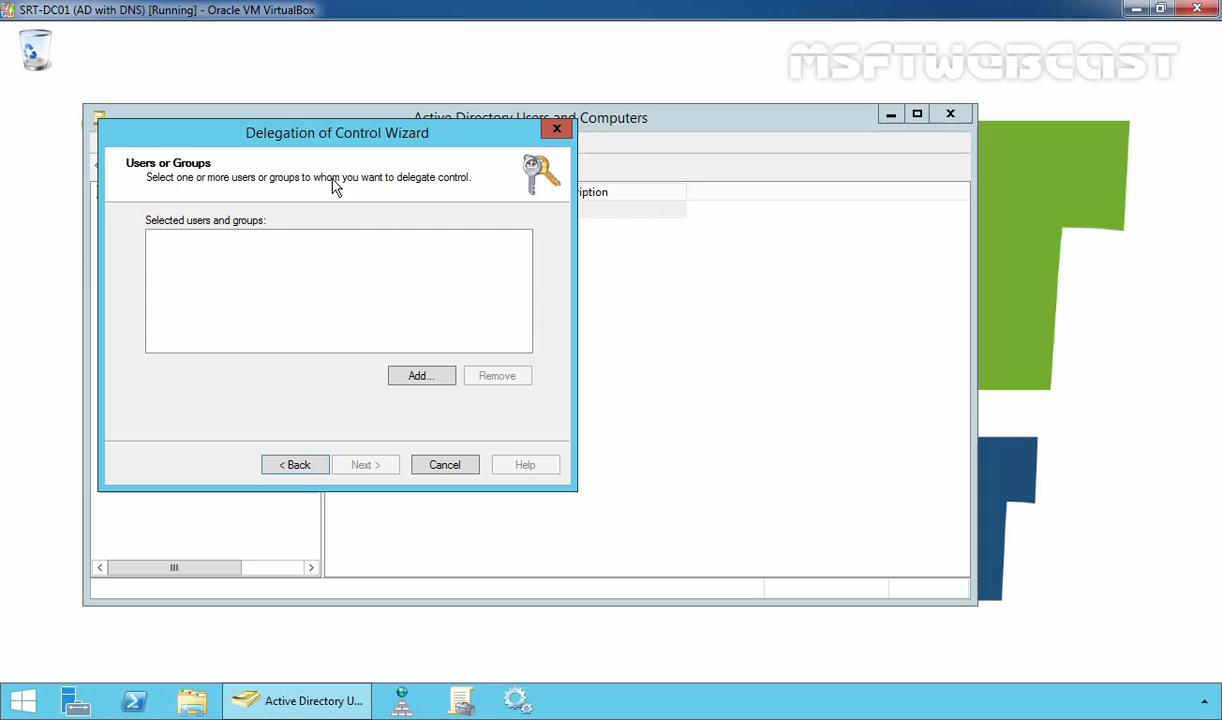 SRT-DC01 (AD with DNS) [Running] - Oracle VM VirtualBox
MSFTWEBCAST
Active Directory Users and Computers
Delegation of Control Wizard
Users or Groups
Select one or more users or groups to whom you want to delegate control.
ription
Selected users and groups:
Add...
Remove
< Back
Next >
Cancel
Help
Active Directory U...